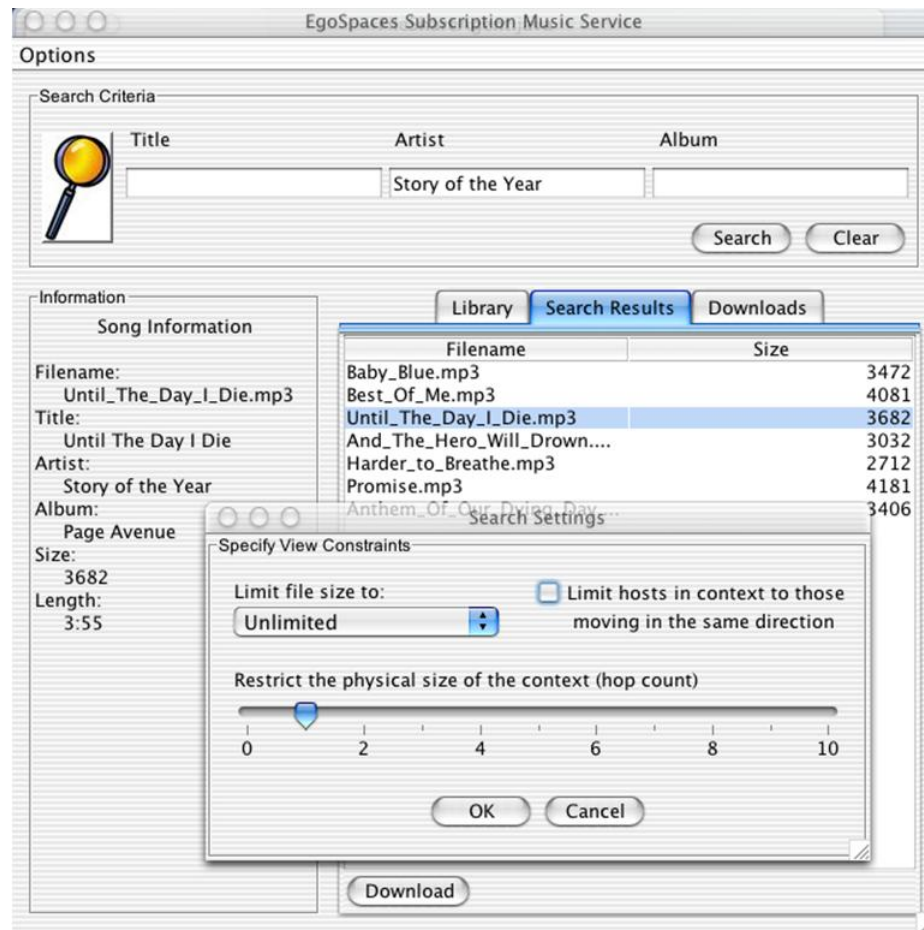 EgoSpaces Subscription Music Service
Options
Search Criteria
Title Artist Album
Story of the Year
Search Clear
Information
Song Information
Filename:
Until_The_Day_I_Die.mp3
Title:
Until The Day I Die
Artist:
Story of the Year
Album:
Page Avenue
Size:
3682
Length:
3:55
Library Search Results Downloads
Filename Size
Baby_Blue.mp3 3472
Best_Of_Me.mp3 4081
Until_The_Day_I_Die.mp3 3682
And_The_Hero_Will_Drown.... 3032
Harder_to_Breathe.mp3 2712
Promise.mp3 4181
Anthem_Of_Our_Dying_Day... 3406
Search Settings
Specify View Constraints
Limit file size to:
Unlimited
Limit hosts in context to those
moving in the same direction
Restrict the physical size of the context (hop count)
0 2 4 6 8 10
OK Cancel
Download